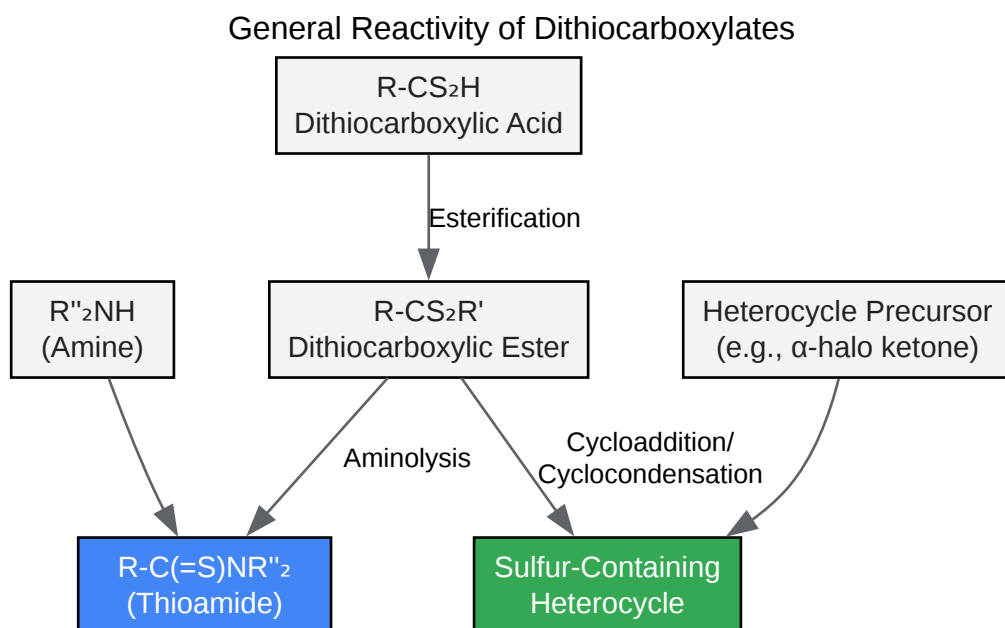 General Reactivity of Dithiocarboxylates
R-CS₂H
Dithiocarboxylic Acid
Esterification
R"₂NH
(Amine)
R-CS₂R'
Dithiocarboxylic Ester
Heterocycle Precursor
(e.g., α-halo ketone)
Aminolysis
Cycloaddition/
Cyclocondensation
R-C(=S)NR"₂
(Thioamide)
Sulfur-Containing
Heterocycle